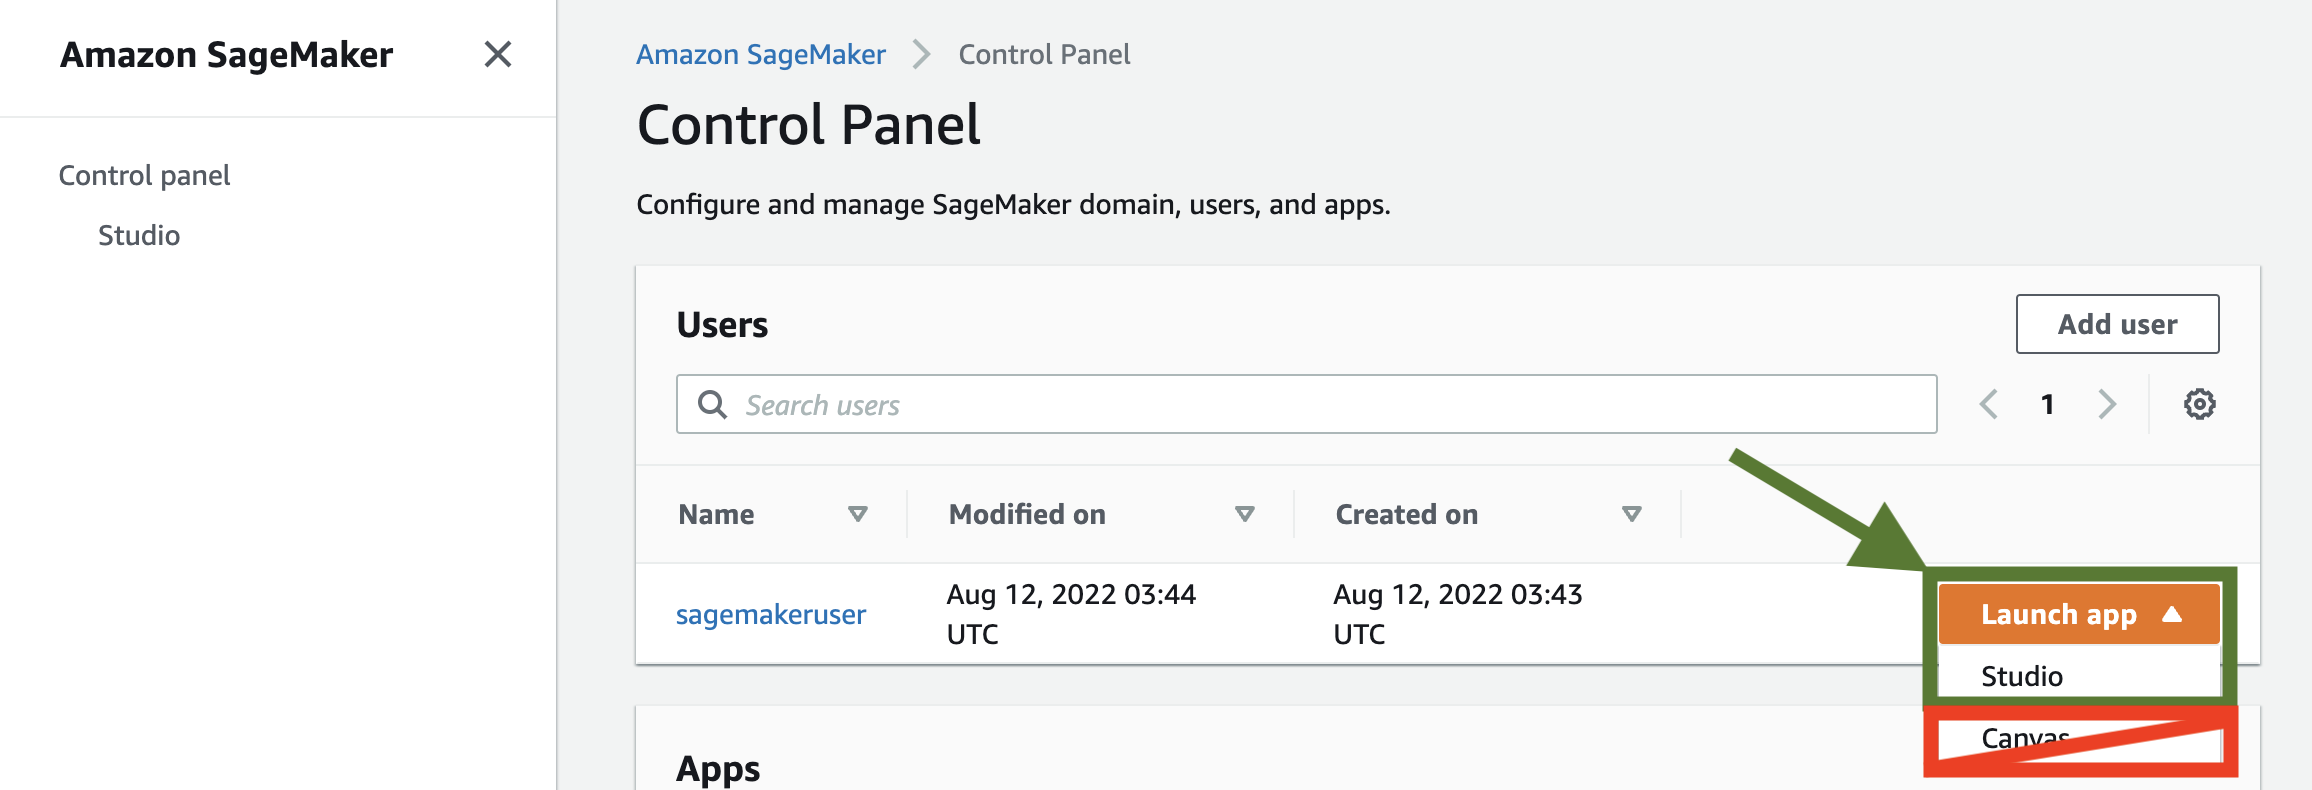 Amazon SageMaker
Control panel
Studio
Amazon SageMaker > Control Panel
Control Panel
Configure and manage SageMaker domain, users, and apps.
Users
Add user
Search users
1
Name Modified on Created on
sagemakeruser
Aug 12, 2022 03:44
UTC
Aug 12, 2022 03:43
UTC
Launch app
Studio
Canvas
Apps